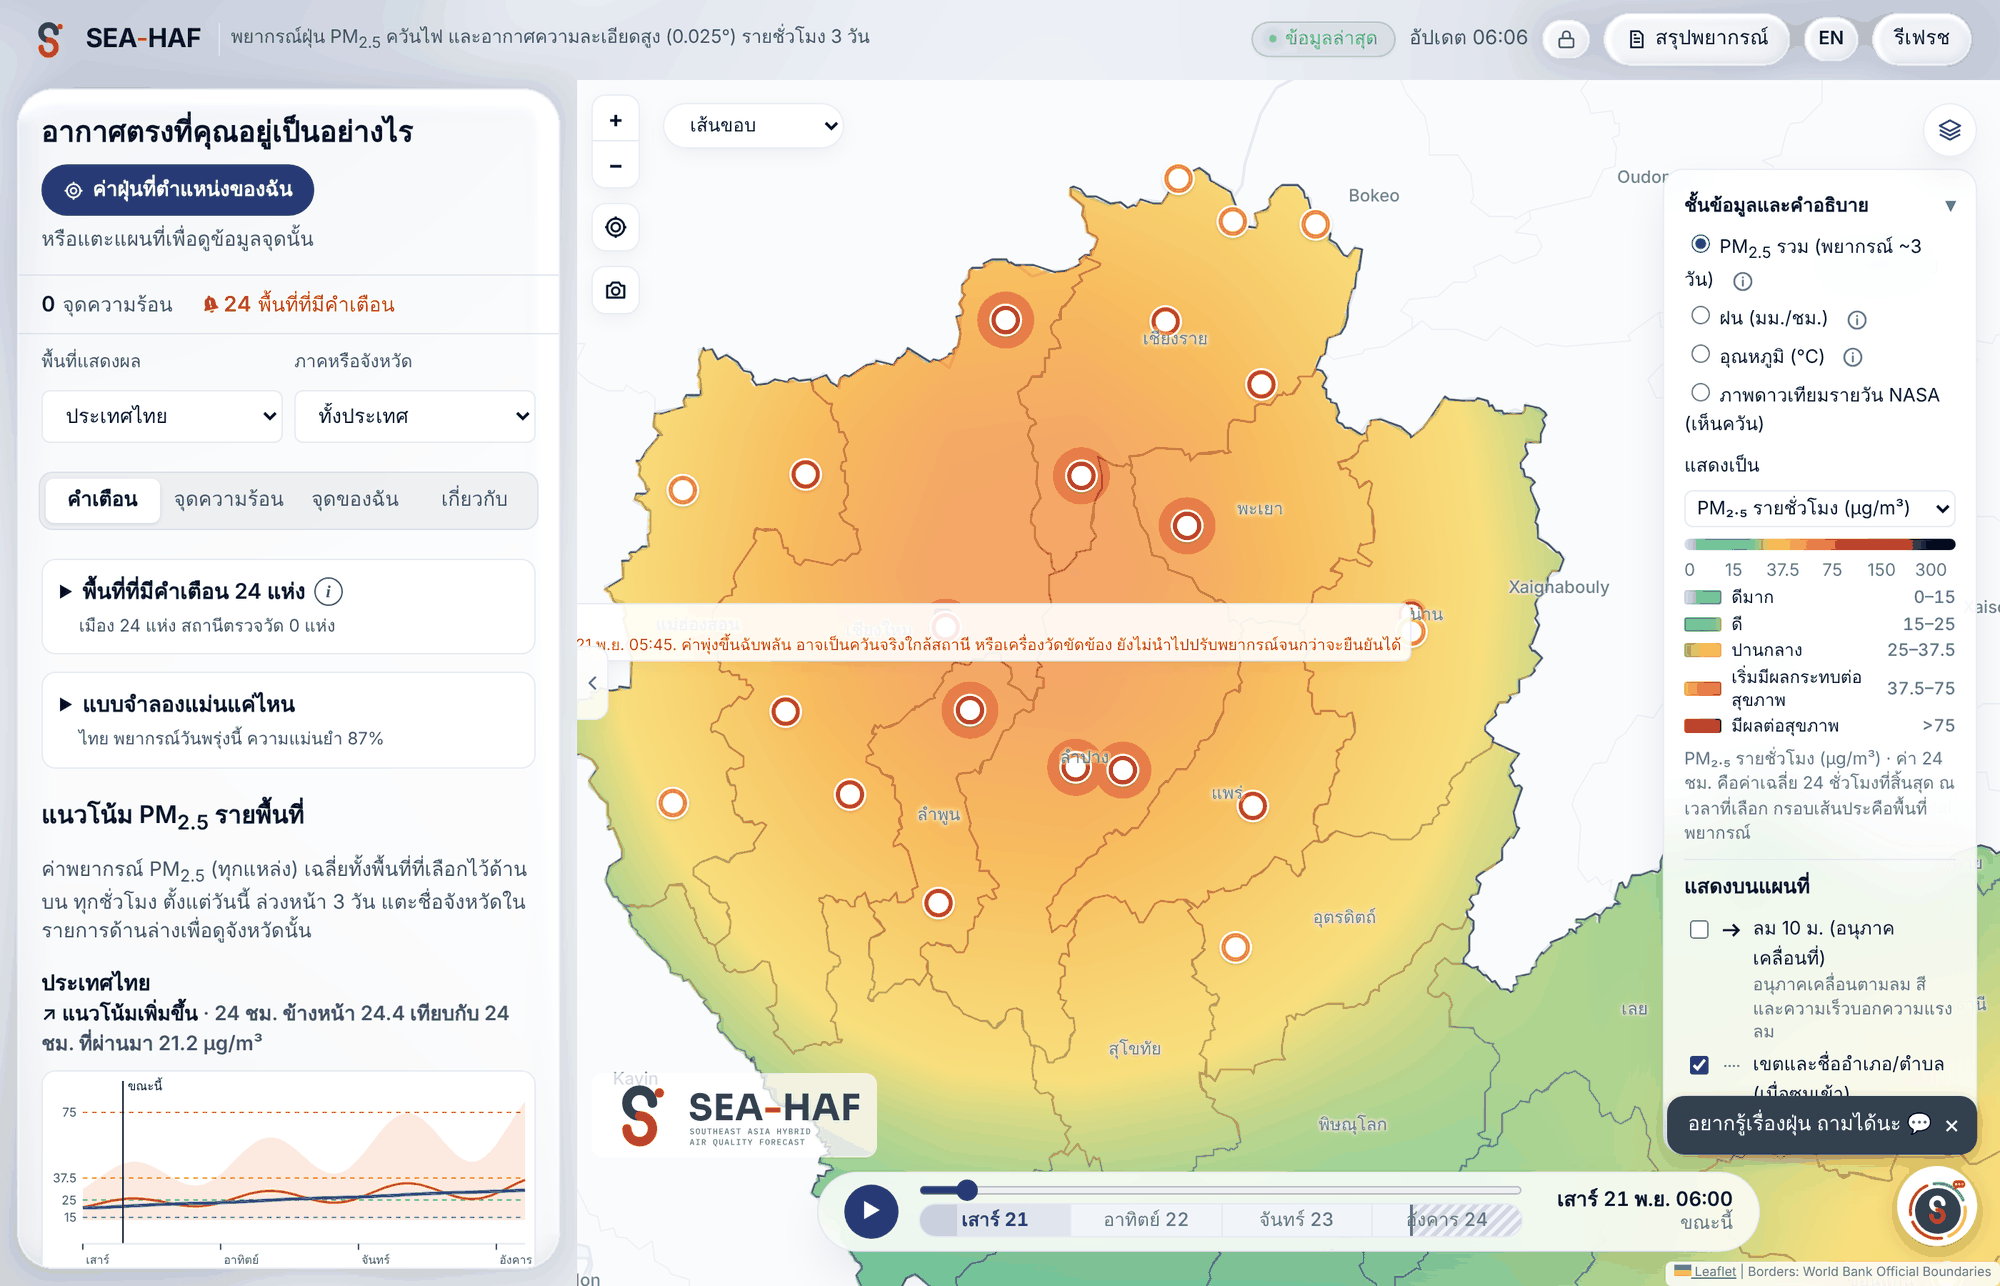 SEA-HAF
พยากรณ์ฝุ่น PM2.5 ควันไฟ และอากาศความละเอียดสูง (0.025°) รายชั่วโมง 3 วัน
ข้อมูลล่าสุด
อัปเดต 06:06
สรุปพยากรณ์
EN
รีเฟรช
อากาศตรงที่คุณอยู่เป็นอย่างไร
ค่าฝุ่นที่ตำแหน่งของฉัน
หรือแตะแผนที่เพื่อดูข้อมูลจุดนั้น
0 จุดความร้อน
24 พื้นที่ที่มีคำเตือน
พื้นที่แสดงผล
ภาคหรือจังหวัด
ประเทศไทย
ทั้งประเทศ
คำเตือน
จุดความร้อน
จุดของฉัน
เกี่ยวกับ
▶ พื้นที่ที่มีคำเตือน 24 แห่ง i
เมือง 24 แห่ง สถานีตรวจวัด 0 แห่ง
▶ แบบจำลองแม่นแค่ไหน
ไทย พยากรณ์วันพรุ่งนี้ ความแม่นยำ 87%
แนวโน้ม PM2.5 รายพื้นที่
ค่าพยากรณ์ PM2.5 (ทุกแหล่ง) เฉลี่ยทั้งพื้นที่ที่เลือกไว้ด้าน
บน ทุกชั่วโมง ตั้งแต่วันนี้ ล่วงหน้า 3 วัน แตะชื่อจังหวัดใน
รายการด้านล่างเพื่อดูจังหวัดนั้น
ประเทศไทย
↗ แนวโน้มเพิ่มขึ้น · 24 ชม. ข้างหน้า 24.4 เทียบกับ 24
ชม. ที่ผ่านมา 21.2 µg/m³
ขณะนี้
75
37.5
25
15
เสาร์
อาทิตย์
จันทร์
อังคาร
+
−
เส้นขอบ
Bokeo
Oudon
เชียงราย
พะเยา
Xaignabouly
น่าน
แม่ฮ่องสอน
เชียงใหม่
21 พ.ย. 05:45. ค่าพุ่งขึ้นฉับพลัน อาจเป็นควันจริงใกล้สถานี หรือเครื่องวัดขัดข้อง ยังไม่นำไปปรับพยากรณ์จนกว่าจะยืนยันได้
ลำปาง
แพร่
ลำพูน
อุตรดิตถ์
เลย
สุโขทัย
พิษณุโลก
Kayin
SEA-HAF
SOUTHEAST ASIA HYBRID
AIR QUALITY FORECAST
ชั้นข้อมูลและคำอธิบาย ▼
PM2.5 รวม (พยากรณ์ ~3
วัน) i
ฝน (มม./ชม.) i
อุณหภูมิ (°C) i
ภาพดาวเทียมรายวัน NASA
(เห็นควัน)
แสดงเป็น
PM₂.₅ รายชั่วโมง (µg/m³)
0 15 37.5 75 150 300
ดีมาก 0–15
ดี 15–25
ปานกลาง 25–37.5
เริ่มมีผลกระทบต่อ
สุขภาพ 37.5–75
มีผลต่อสุขภาพ >75
PM₂.₅ รายชั่วโมง (µg/m³) · ค่า 24
ชม. คือค่าเฉลี่ย 24 ชั่วโมงที่สิ้นสุด ณ
เวลาที่เลือก กรอบเส้นประคือพื้นที่
พยากรณ์
แสดงบนแผนที่
→ ลม 10 ม. (อนุภาค
เคลื่อนที่)
อนุภาคเคลื่อนตามลม สี
และความเร็วบอกความแรง
ลม
เขตและชื่ออำเภอ/ตำบล
(เมื่อซูมเข้า)
อยากรู้เรื่องฝุ่น ถามได้นะ 💬 ×
เสาร์ 21
อาทิตย์ 22
จันทร์ 23
อังคาร 24
เสาร์ 21 พ.ย. 06:00
ขณะนี้
Leaflet | Borders: World Bank Official Boundaries